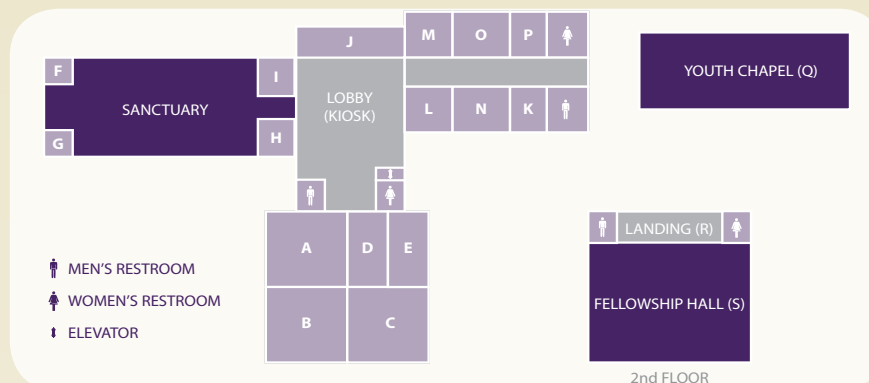 J
M O P
F
I
LOBBY
(KIOSK)
YOUTH CHAPEL (Q)
SANCTUARY
L N K
G
H
A D E
LANDING (R)
MEN'S RESTROOM
WOMEN'S RESTROOM
ELEVATOR
B C
FELLOWSHIP HALL (S)
2nd FLOOR